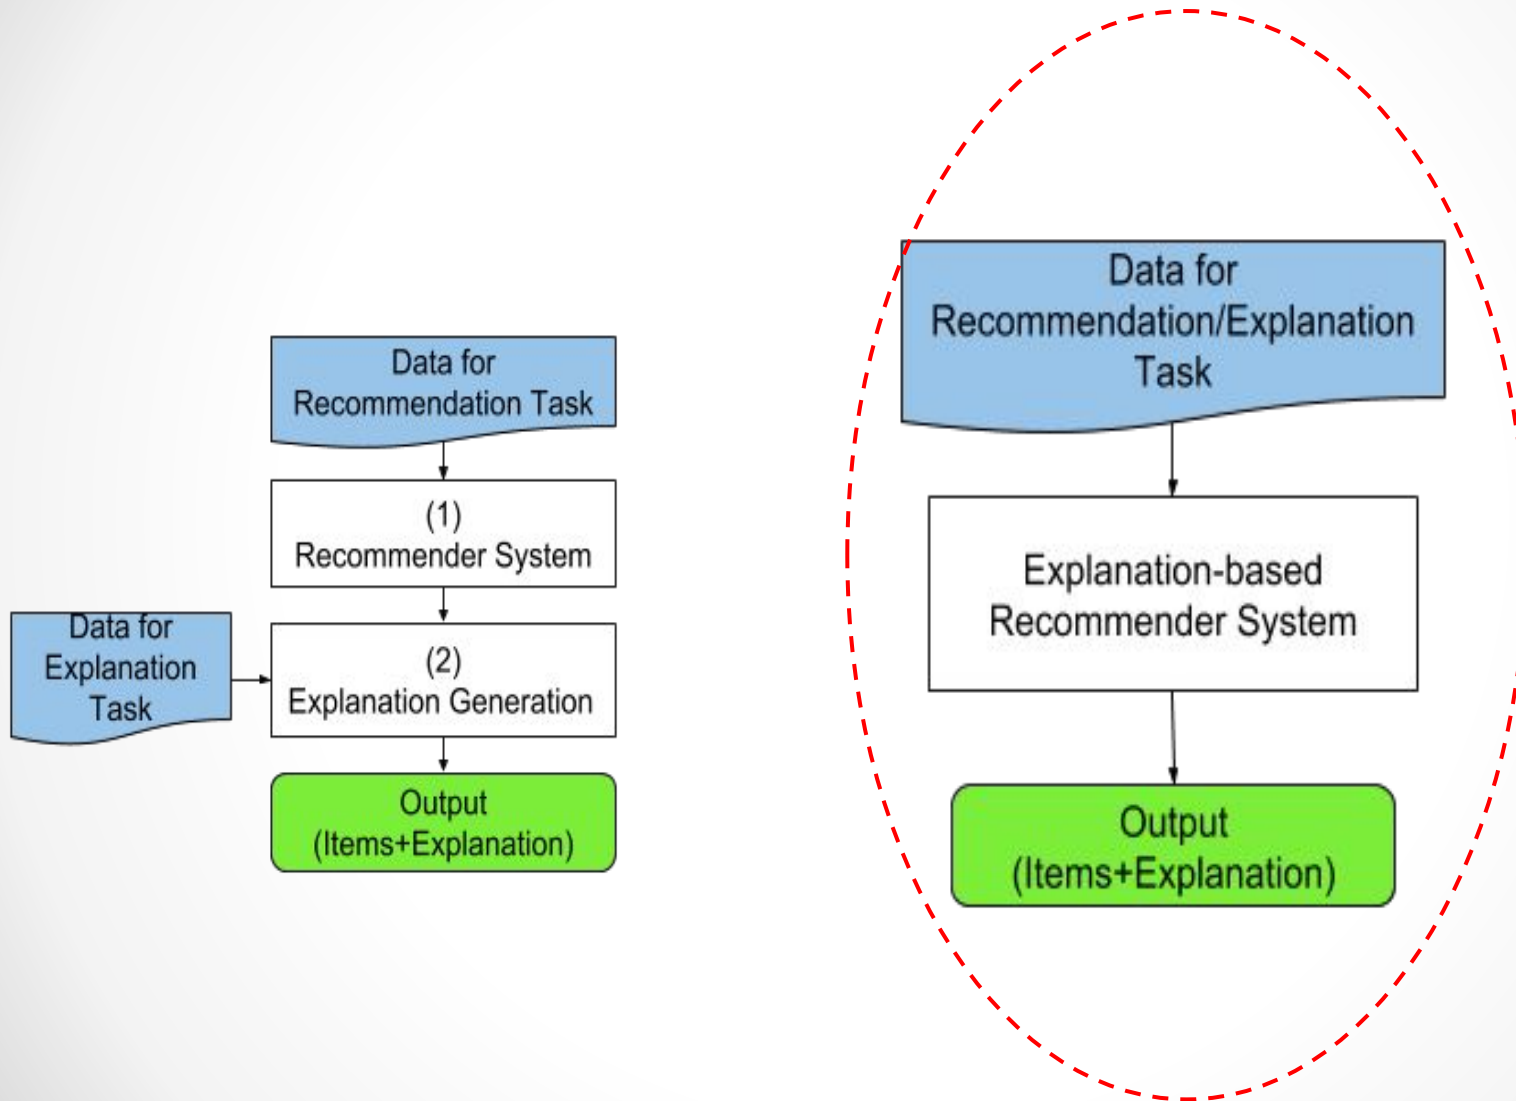 Data for
Recommendation Task
(1)
Recommender System
Data for
Explanation
Task
(2)
Explanation Generation
Output
(Items+Explanation)
Data for
Recommendation/Explanation
Task
Explanation-based
Recommender System
Output
(Items+Explanation)